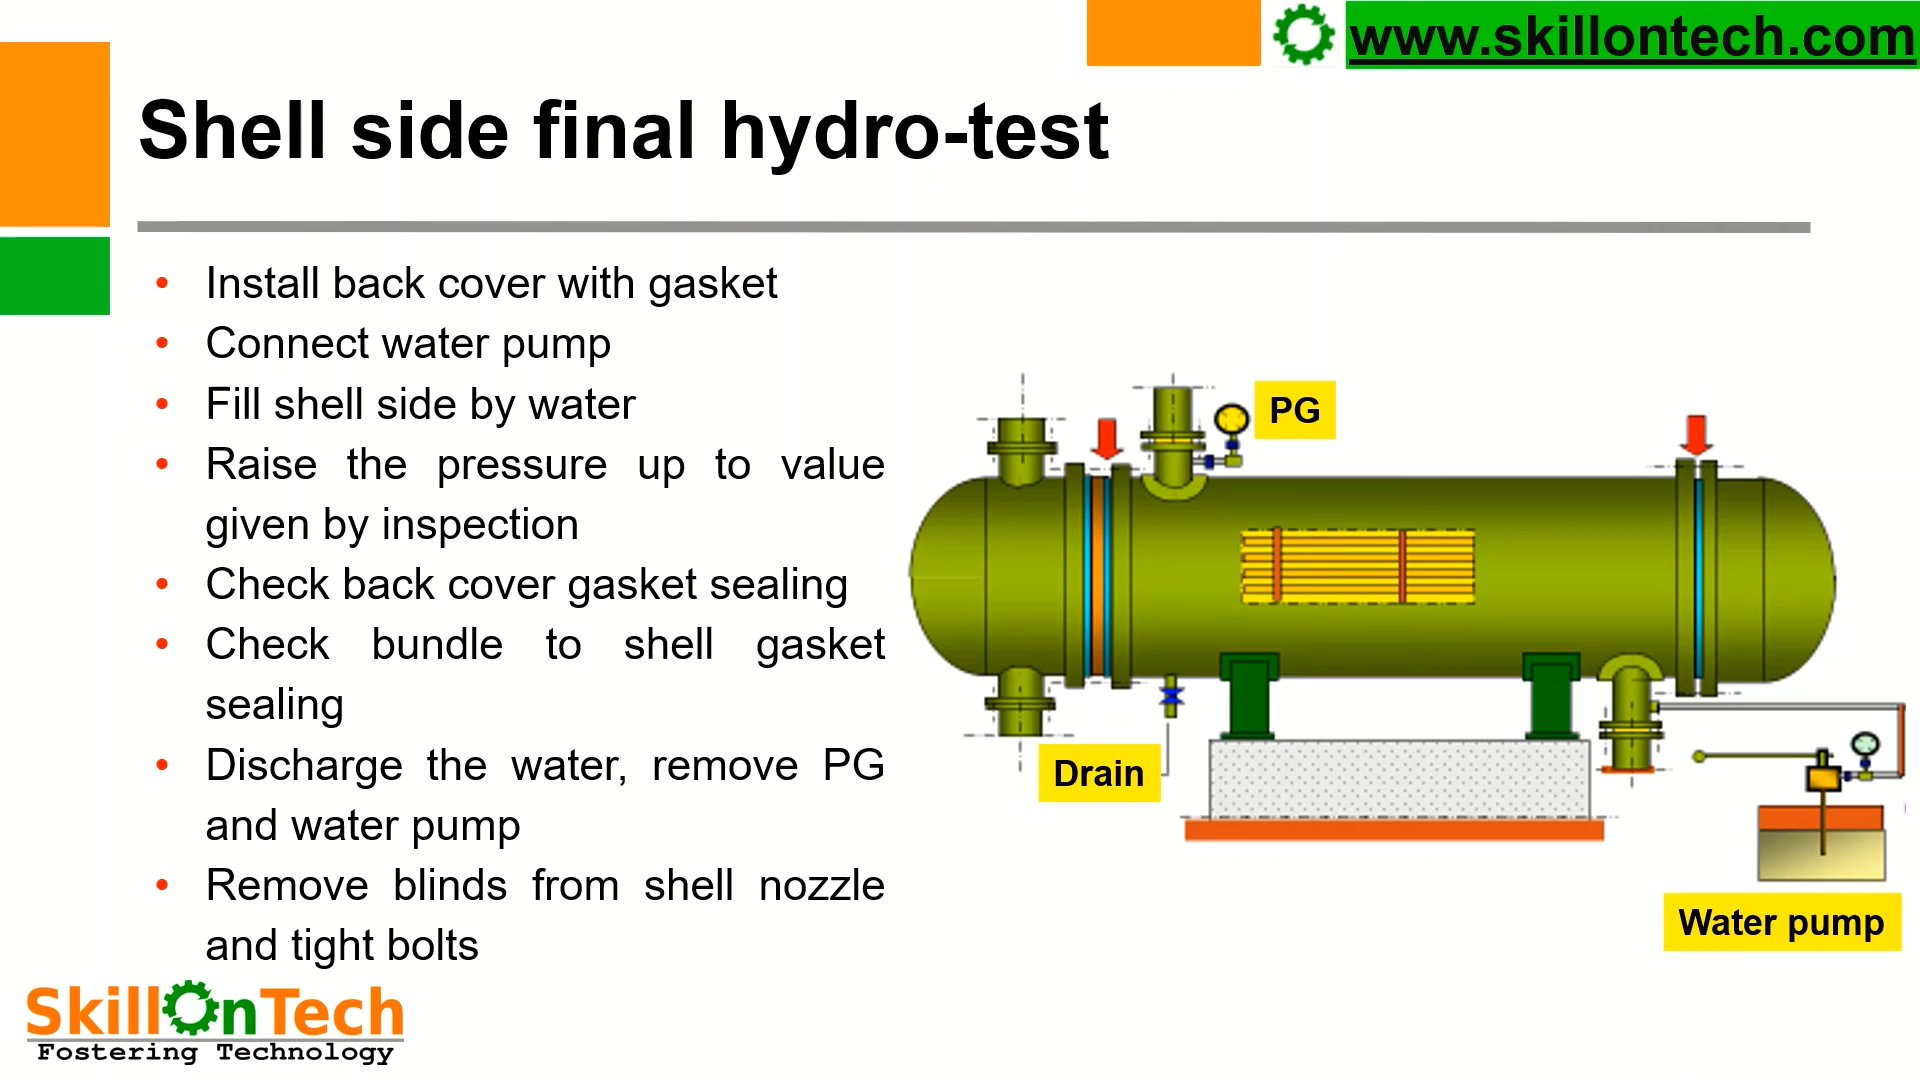 www.skillontech.com
Shell side final hydro-test
• Install back cover with gasket
• Connect water pump
• Fill shell side by water
• Raise the pressure up to value
given by inspection
• Check back cover gasket sealing
• Check bundle to shell gasket
sealing
• Discharge the water, remove PG
and water pump
• Remove blinds from shell nozzle
and tight bolts
PG
Drain
Water pump
SkillOnTech
Fostering Technology